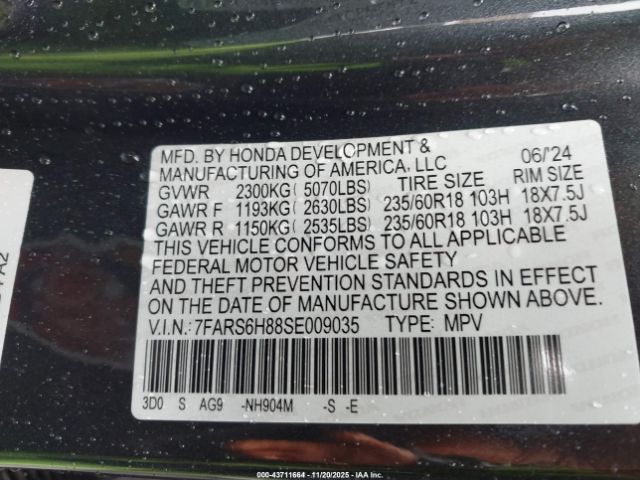 MFD. BY HONDA DEVELOPMENT &
MANUFACTURING OF AMERICA, LLC 06/'24
GVWR 2300KG ( 5070LBS) TIRE SIZE RIM SIZE
GAWR F 1193KG ( 2630LBS) 235/60R18 103H 18X7.5J
GAWR R 1150KG ( 2535LBS) 235/60R18 103H 18X7.5J
THIS VEHICLE CONFORMS TO ALL APPLICABLE
FEDERAL MOTOR VEHICLE SAFETY
AND THEFT PREVENTION STANDARDS IN EFFECT
ON THE DATE OF MANUFACTURE SHOWN ABOVE.
V.I.N.:7FARS6H88SE009035 TYPE: MPV
3D0 S AG9 -NH904M -S -E
000-43711664 - 11/20/2025 - IAA Inc.